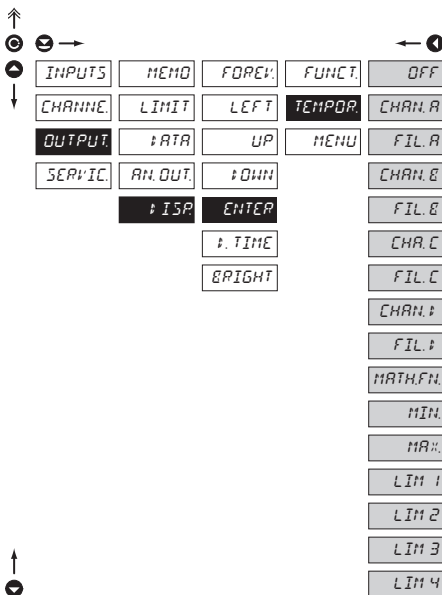 INPUTS MEMO FOREV. FUNCT. OFF
CHANNE. LIMIT LEFT TEMPOR. CHAN. A
OUTPUT. DATA UP MENU FIL. A
SERVIC. AN. OUT. DOWN CHAN. B
DISP. ENTER FIL. B
D. TIME CHA. C
BRIGHT FIL. C
CHAN. D
FIL. D
MATH.FN.
MIN.
MAX.
LIM 1
LIM 2
LIM 3
LIM 4